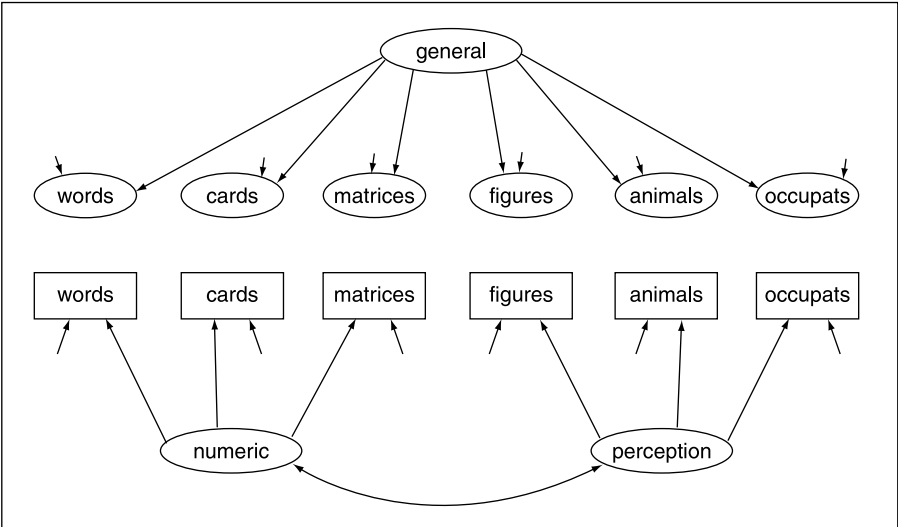 general
words cards matrices figures animals occupats
words cards matrices figures animals occupats
numeric perception